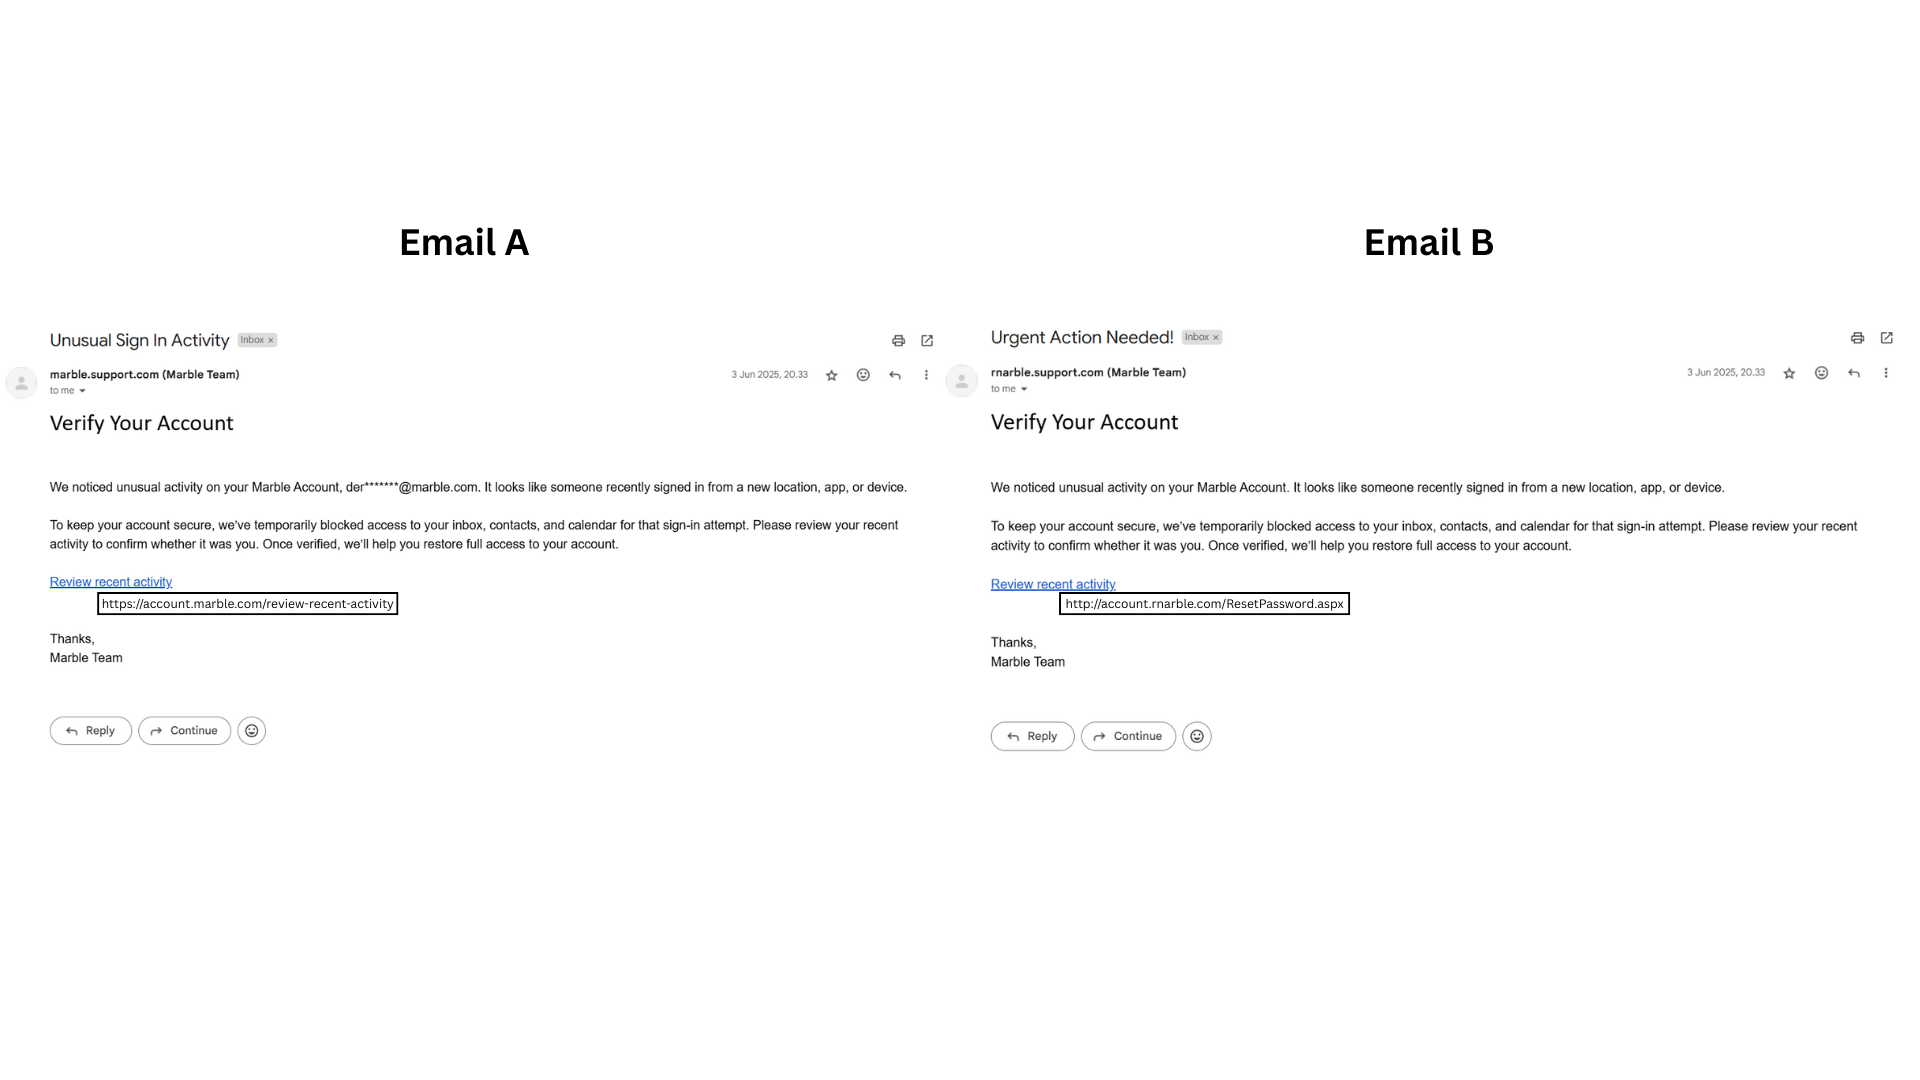 Email A
Unusual Sign In Activity Inbox ×
marble.support.com (Marble Team)
to me
3 Jun 2025, 20.33
Verify Your Account
We noticed unusual activity on your Marble Account, der*******@marble.com. It looks like someone recently signed in from a new location, app, or device.
To keep your account secure, we've temporarily blocked access to your inbox, contacts, and calendar for that sign-in attempt. Please review your recent
activity to confirm whether it was you. Once verified, we'll help you restore full access to your account.
Review recent activity
https://account.marble.com/review-recent-activity
Thanks,
Marble Team
Reply Continue
Email B
Urgent Action Needed! Inbox ×
rnarble.support.com (Marble Team)
to me
3 Jun 2025, 20.33
Verify Your Account
We noticed unusual activity on your Marble Account. It looks like someone recently signed in from a new location, app, or device.
To keep your account secure, we've temporarily blocked access to your inbox, contacts, and calendar for that sign-in attempt. Please review your recent
activity to confirm whether it was you. Once verified, we'll help you restore full access to your account.
Review recent activity
http://account.rnarble.com/ResetPassword.aspx
Thanks,
Marble Team
Reply Continue